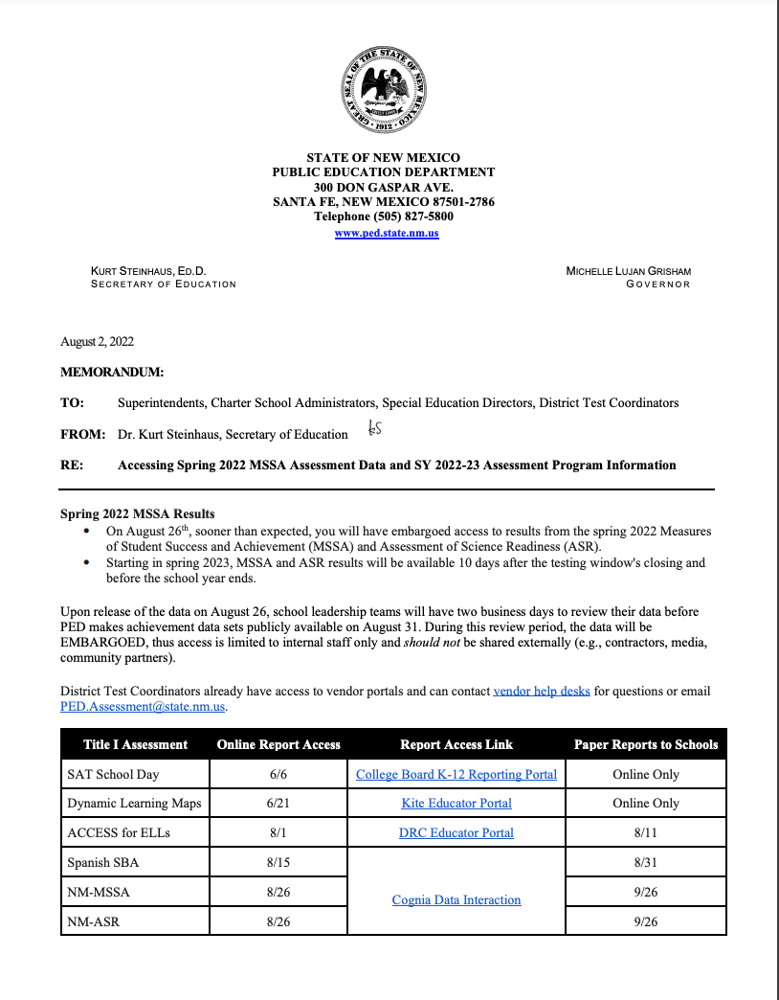 GREAT SEAL OF THE STATE OF NEW MEXICO
• 1912 •
STATE OF NEW MEXICO
PUBLIC EDUCATION DEPARTMENT
300 DON GASPAR AVE.
SANTA FE, NEW MEXICO 87501-2786
Telephone (505) 827-5800
www.ped.state.nm.us
KURT STEINHAUS, ED.D.
SECRETARY OF EDUCATION
MICHELLE LUJAN GRISHAM
GOVERNOR
August 2, 2022
MEMORANDUM:
TO: Superintendents, Charter School Administrators, Special Education Directors, District Test Coordinators
FROM: Dr. Kurt Steinhaus, Secretary of Education KS
RE: Accessing Spring 2022 MSSA Assessment Data and SY 2022-23 Assessment Program Information
Spring 2022 MSSA Results
• On August 26th, sooner than expected, you will have embargoed access to results from the spring 2022 Measures
of Student Success and Achievement (MSSA) and Assessment of Science Readiness (ASR).
• Starting in spring 2023, MSSA and ASR results will be available 10 days after the testing window's closing and
before the school year ends.
Upon release of the data on August 26, school leadership teams will have two business days to review their data before
PED makes achievement data sets publicly available on August 31. During this review period, the data will be
EMBARGOED, thus access is limited to internal staff only and should not be shared externally (e.g., contractors, media,
community partners).
District Test Coordinators already have access to vendor portals and can contact vendor help desks for questions or email
PED.Assessment@state.nm.us.
Title I Assessment Online Report Access Report Access Link Paper Reports to Schools
SAT School Day 6/6 College Board K-12 Reporting Portal Online Only
Dynamic Learning Maps 6/21 Kite Educator Portal Online Only
ACCESS for ELLs 8/1 DRC Educator Portal 8/11
Spanish SBA 8/15 8/31
NM-MSSA 8/26 Cognia Data Interaction 9/26
NM-ASR 8/26 9/26